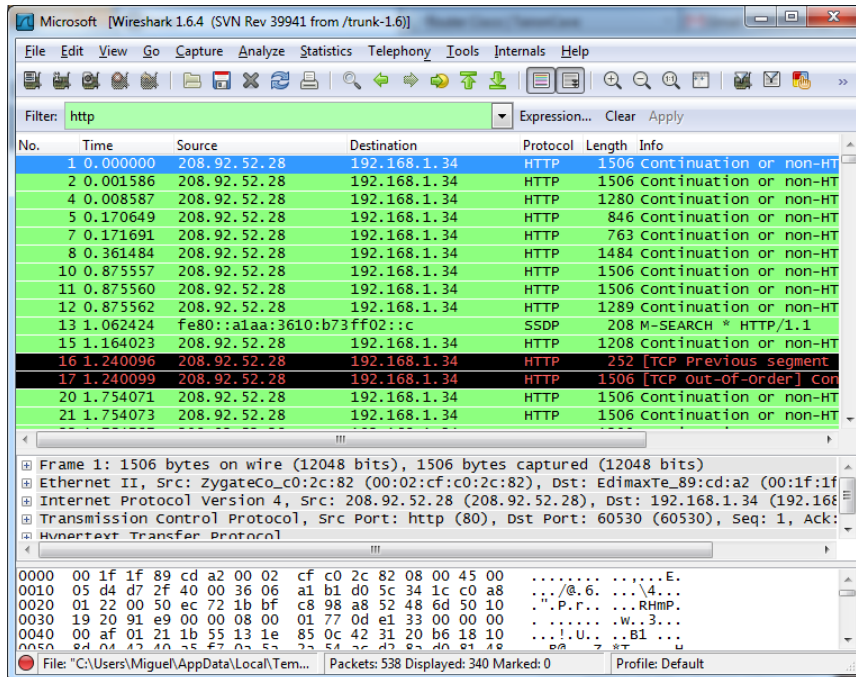 Microsoft [Wireshark 1.6.4 (SVN Rev 39941 from /trunk-1.6)]
File Edit View Go Capture Analyze Statistics Telephony Tools Internals Help
Filter: http Expression... Clear Apply
No. Time Source Destination Protocol Length Info
1 0.000000 208.92.52.28 192.168.1.34 HTTP 1506 Continuation or non-HT
2 0.001586 208.92.52.28 192.168.1.34 HTTP 1506 Continuation or non-HT
4 0.008587 208.92.52.28 192.168.1.34 HTTP 1280 Continuation or non-HT
5 0.170649 208.92.52.28 192.168.1.34 HTTP 846 Continuation or non-HT
7 0.171691 208.92.52.28 192.168.1.34 HTTP 763 Continuation or non-HT
8 0.361484 208.92.52.28 192.168.1.34 HTTP 1484 Continuation or non-HT
10 0.875557 208.92.52.28 192.168.1.34 HTTP 1506 Continuation or non-HT
11 0.875560 208.92.52.28 192.168.1.34 HTTP 1506 Continuation or non-HT
12 0.875562 208.92.52.28 192.168.1.34 HTTP 1289 Continuation or non-HT
13 1.062424 fe80::a1aa:3610:b73ff02::c SSDP 208 M-SEARCH * HTTP/1.1
15 1.164023 208.92.52.28 192.168.1.34 HTTP 1208 Continuation or non-HT
16 1.240096 208.92.52.28 192.168.1.34 HTTP 252 [TCP Previous segment
17 1.240099 208.92.52.28 192.168.1.34 HTTP 1506 [TCP Out-Of-Order] Con
20 1.754071 208.92.52.28 192.168.1.34 HTTP 1506 Continuation or non-HT
21 1.754073 208.92.52.28 192.168.1.34 HTTP 1506 Continuation or non-HT
Frame 1: 1506 bytes on wire (12048 bits), 1506 bytes captured (12048 bits)
Ethernet II, Src: ZygateCo_c0:2c:82 (00:02:cf:c0:2c:82), Dst: EdimaxTe_89:cd:a2 (00:1f:1f
Internet Protocol Version 4, Src: 208.92.52.28 (208.92.52.28), Dst: 192.168.1.34 (192.168
Transmission Control Protocol, Src Port: http (80), Dst Port: 60530 (60530), Seq: 1, Ack:
Hypertext Transfer Protocol
0000 00 1f 1f 89 cd a2 00 02 cf c0 2c 82 08 00 45 00 ........ ..,...E.
0010 05 d4 d7 2f 40 00 36 06 a1 b1 d0 5c 34 1c c0 a8 .../@.6. ...\4...
0020 01 22 00 50 ec 72 1b bf c8 98 a8 52 48 6d 50 10 .".P.r.. ...RHmP.
0030 19 20 91 e9 00 00 08 00 01 77 0d e1 33 00 00 00 . ...... .w..3...
0040 00 af 01 21 1b 55 13 1e 85 0c 42 31 20 b6 18 10 ...!.U.. ..B1 ...
0050 8d 04 42 40 a5 f7 0a 5a 2a 54 ac d2 8a d0 81 48
File: "C:\Users\Miguel\AppData\Local\Tem... Packets: 538 Displayed: 340 Marked: 0 Profile: Default